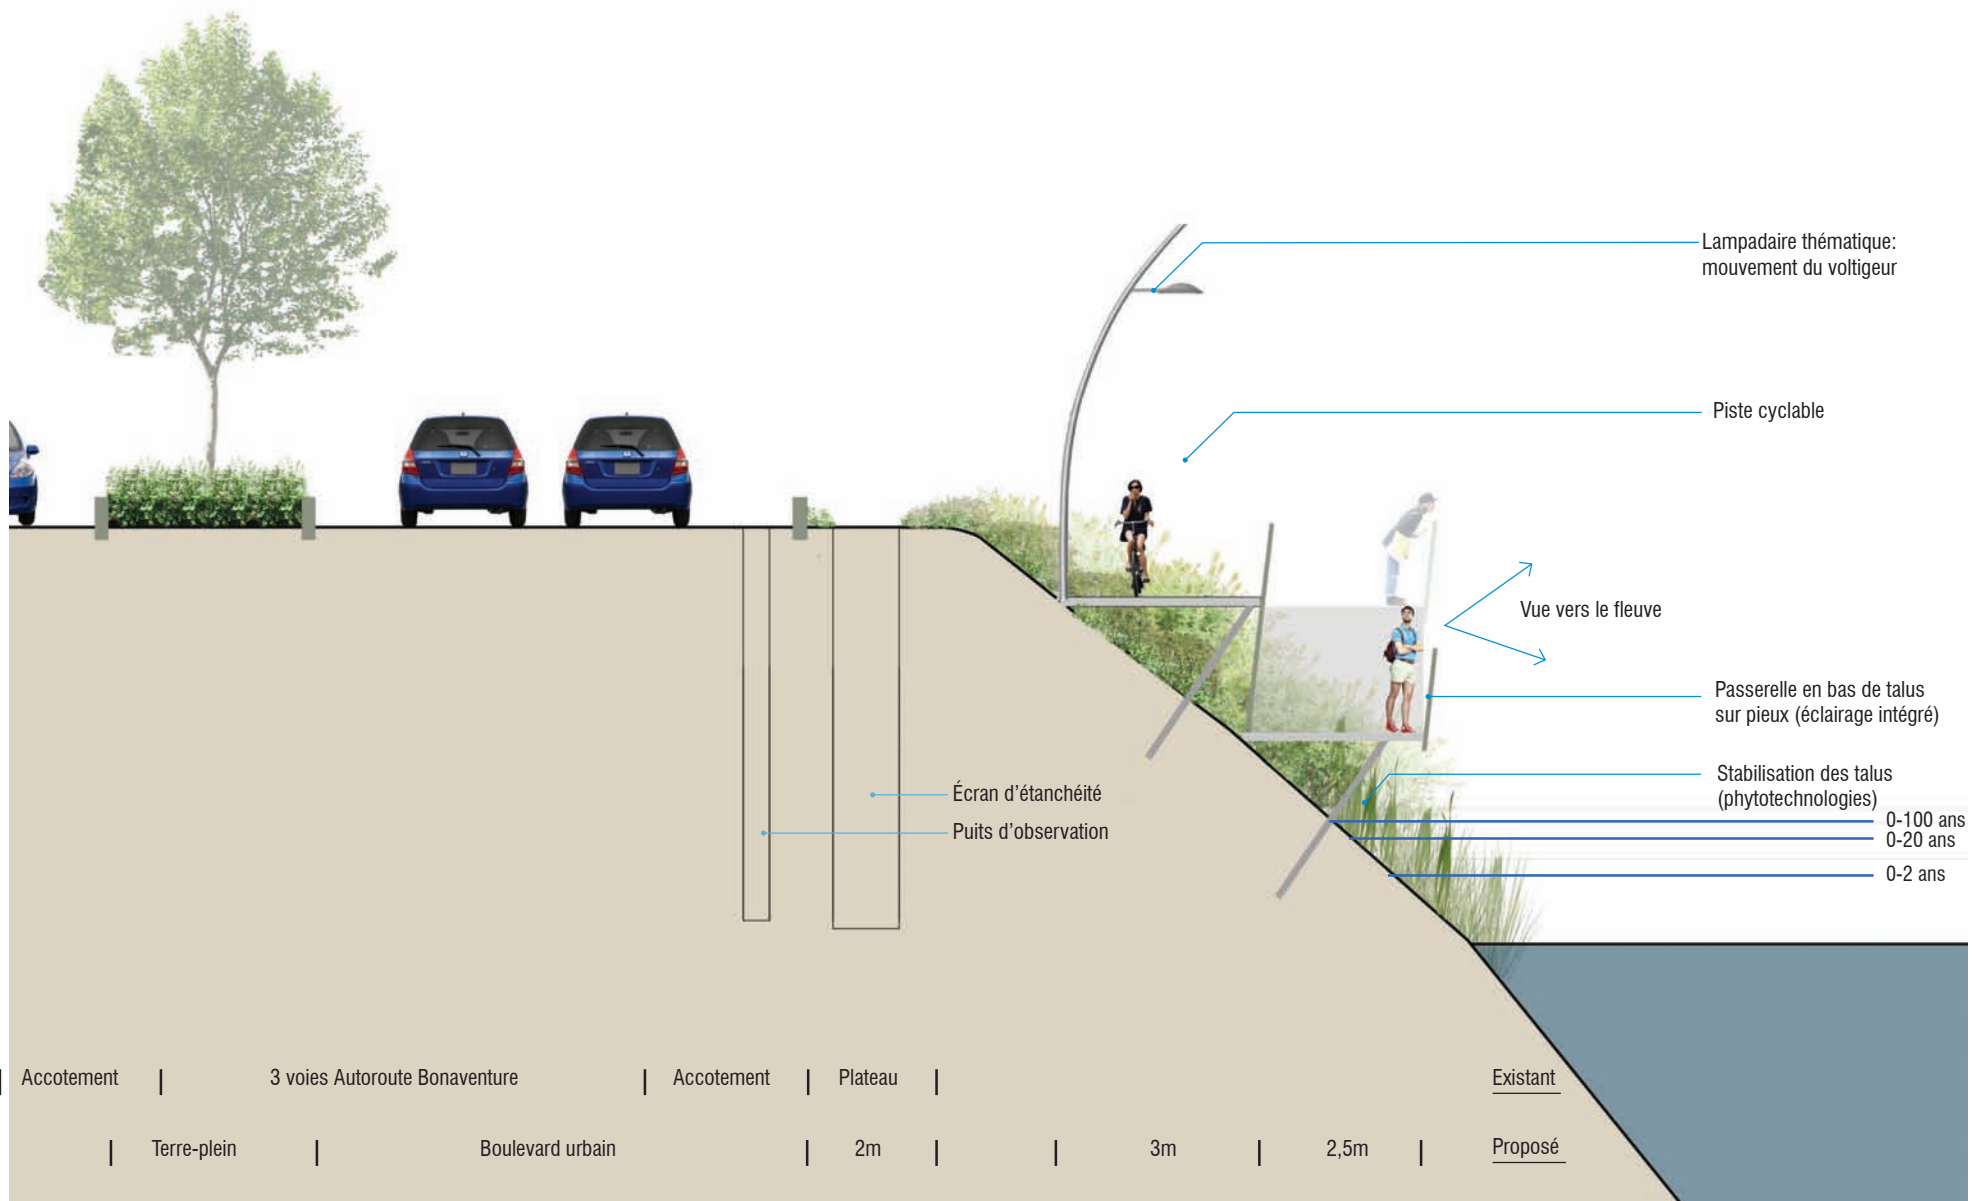 Lampadaire thématique:
mouvement du voltigeur
Piste cyclable
Vue vers le fleuve
Passerelle en bas de talus
sur pieux (éclairage intégré)
Stabilisation des talus
(phytotechnologies)
Écran d'étanchéité
Puits d'observation
0-100 ans
0-20 ans
0-2 ans
Accotement | 3 voies Autoroute Bonaventure | Accotement | Plateau | Existant
| Terre-plein | Boulevard urbain | 2m | | 3m | 2,5m | Proposé